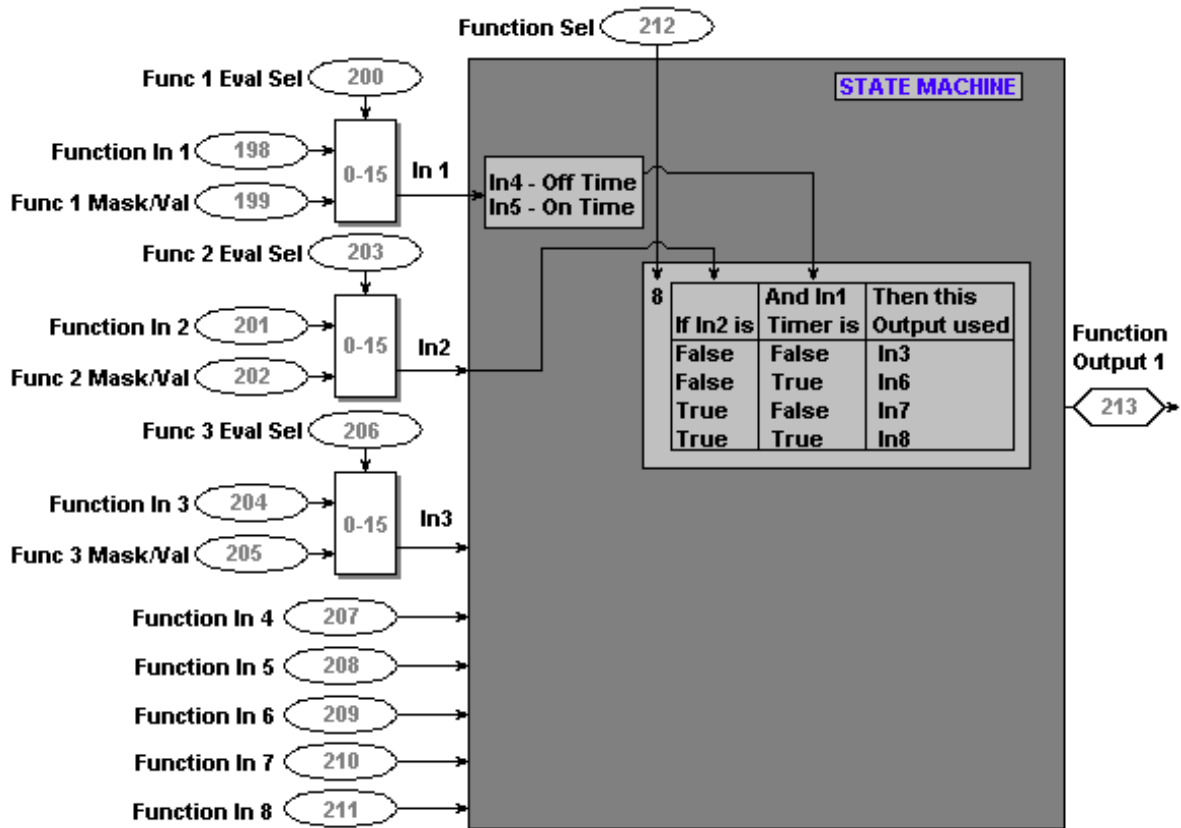 Function Sel 212
Func 1 Eval Sel 200
STATE MACHINE
Function In 1 198
0-15
In 1
Func 1 Mask/Val 199
In4 - Off Time
In5 - On Time
Func 2 Eval Sel 203
Function In 2 201
0-15
In2
Func 2 Mask/Val 202
8
And In1 Then this
If In2 is Timer is Output used
False False In3
False True In6
True False In7
True True In8
Function
Output 1
213
Func 3 Eval Sel 206
Function In 3 204
0-15
In3
Func 3 Mask/Val 205
Function In 4 207
Function In 5 208
Function In 6 209
Function In 7 210
Function In 8 211